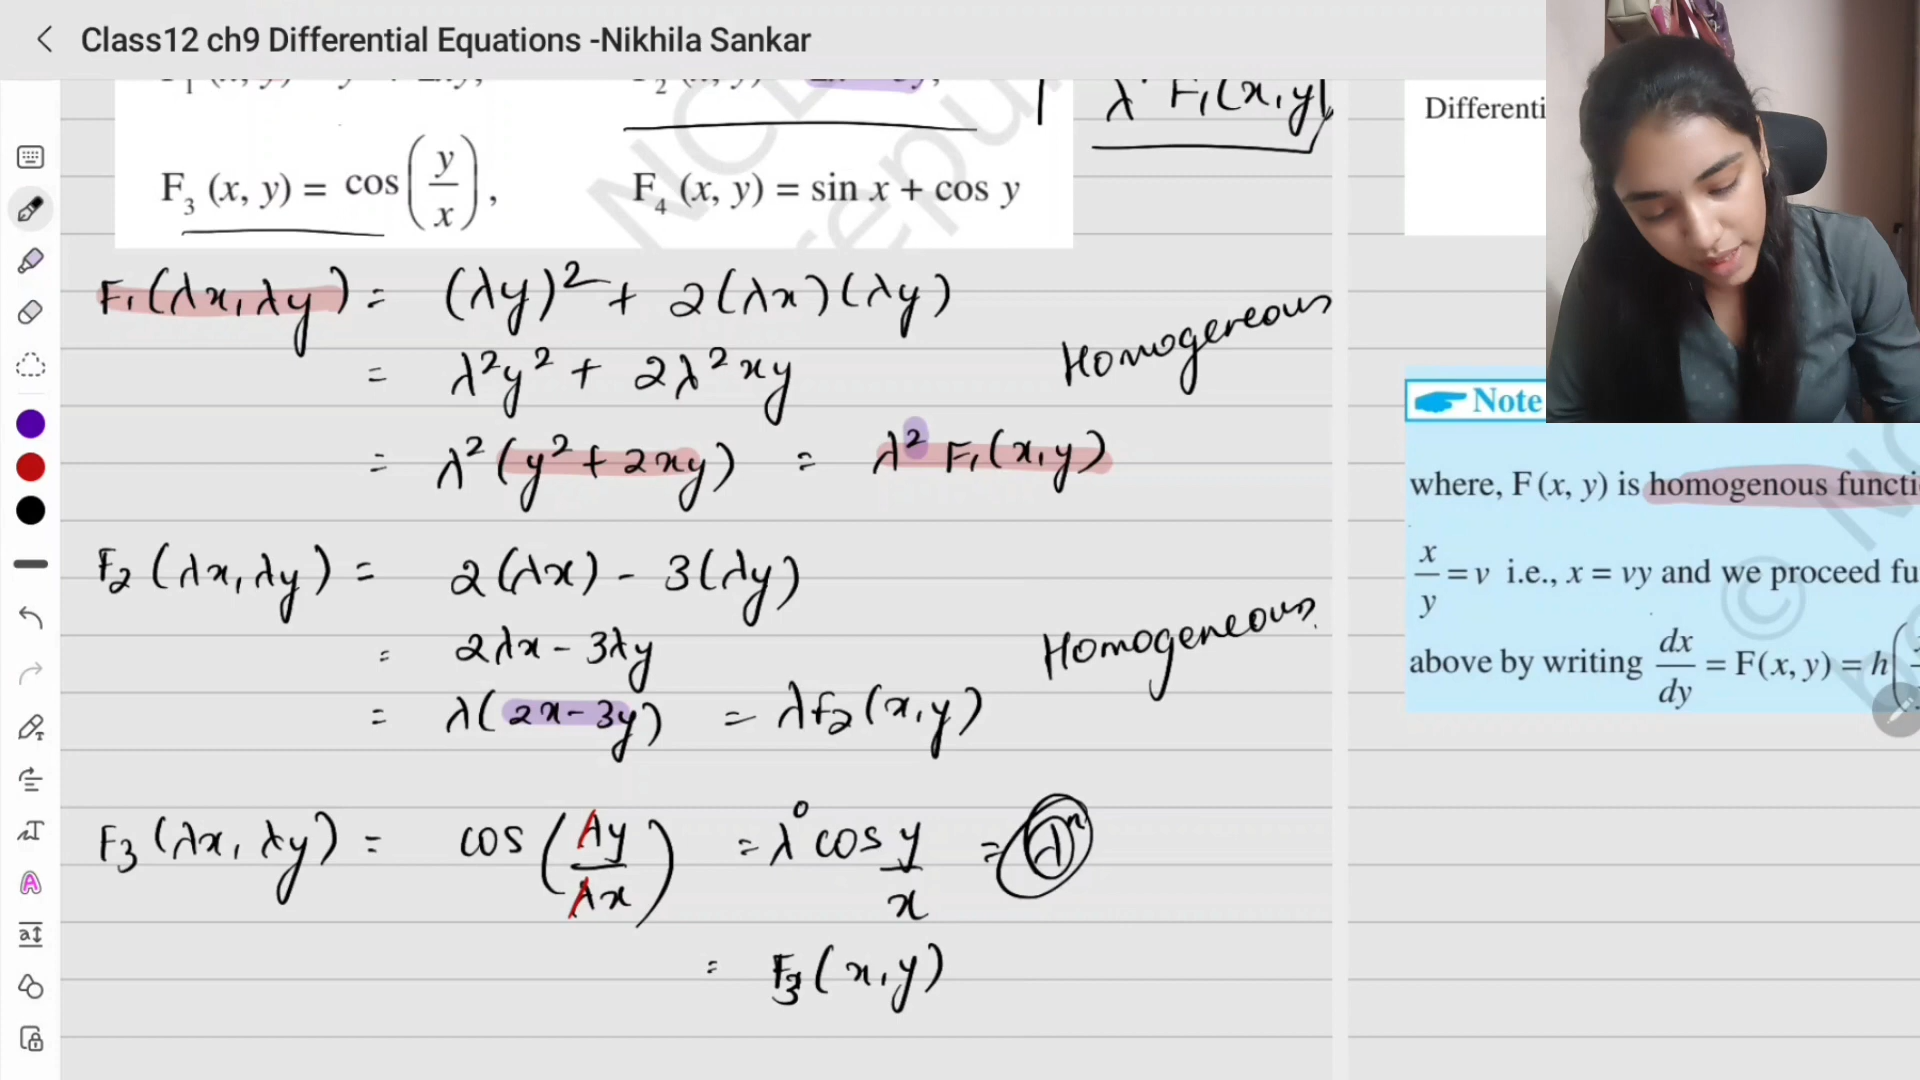 Class12 ch9 Differential Equations -Nikhila Sankar
λ F₁(x,y)
Differenti
F₃ (x, y) = cos(y/x),   F₄ (x, y) = sin x + cos y
F₁(λx,λy) = (λy)² + 2(λx)(λy)
= λ²y² + 2λ²xy
Homogereous
= λ²(y²+2xy) = λ² F₁(x,y)
F₂(λx,λy) = 2(λx) - 3(λy)
= 2λx - 3λy
Homogeneous
= λ(2x-3y) = λf₂(x,y)
F₃(λx, λy) = cos(λy/λx) = λ⁰ cos y/x = λⁿ
= F₃(x,y)
Note
where, F (x, y) is homogenous functi
x/y = v i.e., x = vy and we proceed fu
above by writing dx/dy = F(x, y) = h(